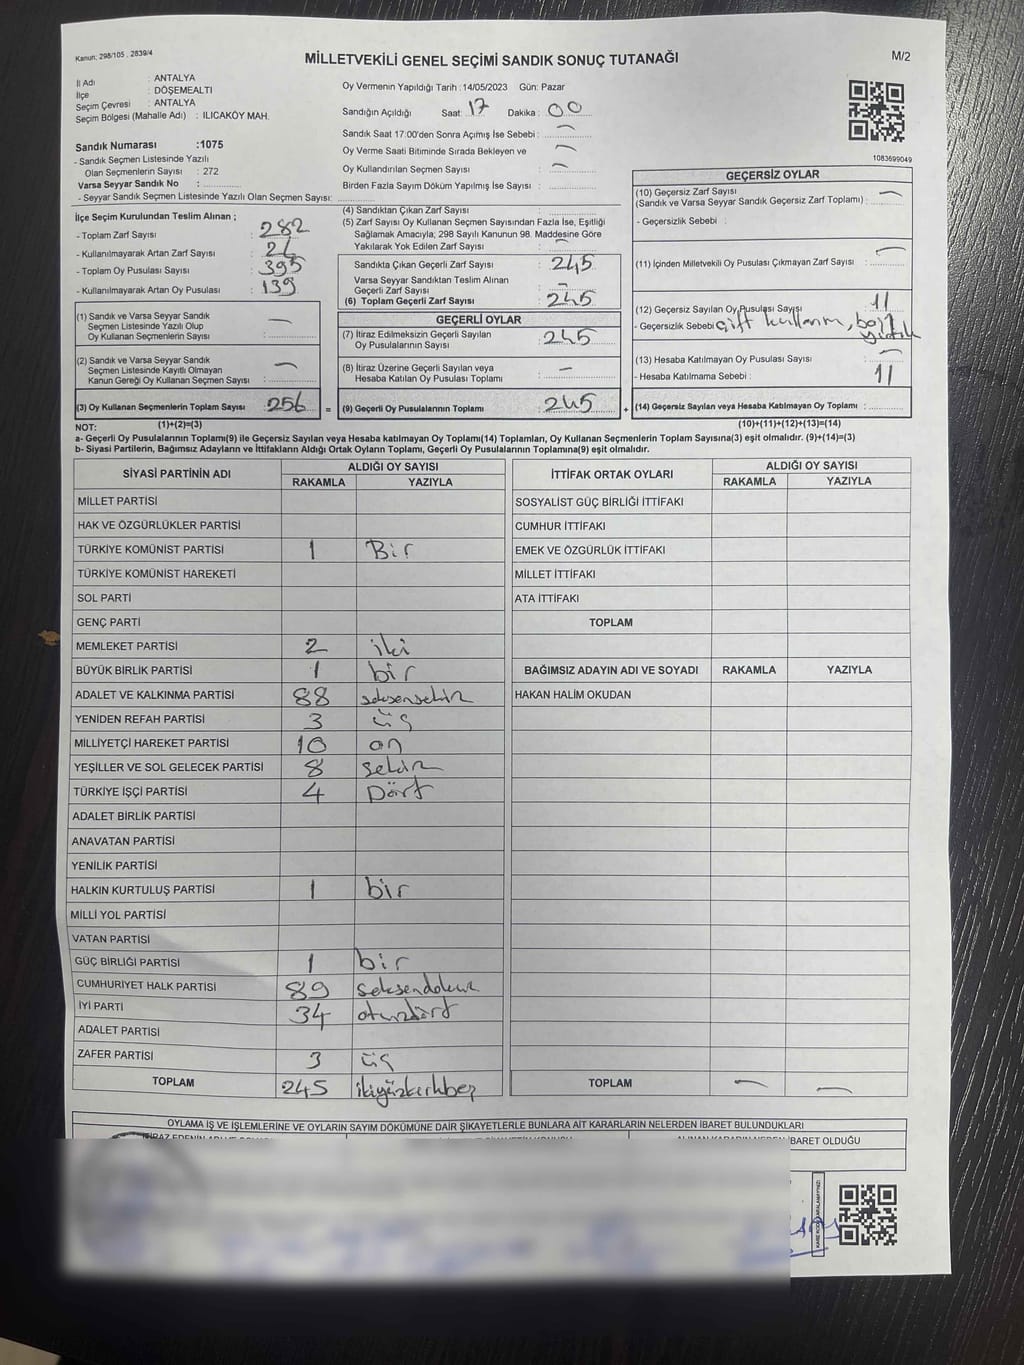 Kanun: 298/105 , 2839/4
MİLLETVEKİLİ GENEL SEÇİMİ SANDIK SONUÇ TUTANAĞI
M/2
İl Adı : ANTALYA
İlçe : DÖŞEMEALTI
Seçim Çevresi : ANTALYA
Seçim Bölgesi (Mahalle Adı) : ILICAKÖY MAH.
Sandık Numarası :1075
- Sandık Seçmen Listesinde Yazılı
Olan Seçmenlerin Sayısı : 272
Varsa Seyyar Sandık No :
- Seyyar Sandık Seçmen Listesinde Yazılı Olan Seçmen Sayısı:
Oy Vermenin Yapıldığı Tarih : 14/05/2023 Gün: Pazar
Sandığın Açıldığı Saat: 17 Dakika : 00
Sandık Saat 17:00'den Sonra Açımış İse Sebebi : —
Oy Verme Saati Bitiminde Sırada Bekleyen ve —
Oy Kullandırılan Seçmen Sayısı : —
Birden Fazla Sayım Döküm Yapılmış İse Sayısı :
1083699049
İlçe Seçim Kurulundan Teslim Alınan ;
- Toplam Zarf Sayısı : 282
- Kullanılmayarak Artan Zarf Sayısı : 26
- Toplam Oy Pusulası Sayısı : 395
- Kullanılmayarak Artan Oy Pusulası : 139
(1) Sandık ve Varsa Seyyar Sandık
Seçmen Listesinde Yazılı Olup
Oy Kullanan Seçmenlerin Sayısı : —
(2) Sandık ve Varsa Seyyar Sandık
Seçmen Listesinde Kayıtlı Olmayan
Kanun Gereği Oy Kullanan Seçmen Sayısı : —
(3) Oy Kullanan Seçmenlerin Toplam Sayısı : 256 =
(1)+(2)=(3)
(4) Sandıktan Çıkan Zarf Sayısı :
(5) Zarf Sayısı Oy Kullanan Seçmen Sayısından Fazla İse, Eşitliği
Sağlamak Amacıyla; 298 Sayılı Kanunun 98. Maddesine Göre
Yakılarak Yok Edilen Zarf Sayısı : —
Sandıkta Çıkan Geçerli Zarf Sayısı : 245
Varsa Seyyar Sandıktan Teslim Alınan
Geçerli Zarf Sayısı : —
(6) Toplam Geçerli Zarf Sayısı : 245
GEÇERLİ OYLAR
(7) İtiraz Edilmeksizin Geçerli Sayılan
Oy Pusulalarının Sayısı : 245
(8) İtiraz Üzerine Geçerli Sayılan veya
Hesaba Katılan Oy Pusulası Toplamı : —
(9) Geçerli Oy Pusulalarının Toplamı : 245 +
GEÇERSİZ OYLAR
(10) Geçersiz Zarf Sayısı
(Sandık ve Varsa Seyyar Sandık Geçersiz Zarf Toplamı) : —
- Geçersizlik Sebebi :
(11) İçinden Milletvekili Oy Pusulası Çıkmayan Zarf Sayısı : —
(12) Geçersiz Sayılan Oy Pusulası Sayısı : 11
- Geçersizlik Sebebi : çift kullanım, boş,
yırtık
(13) Hesaba Katılmayan Oy Pusulası Sayısı : —
- Hesaba Katılmama Sebebi : 11
(14) Geçersiz Sayılan veya Hesaba Katılmayan Oy Toplamı :
(10)+(11)+(12)+(13)=(14)
NOT:
a- Geçerli Oy Pusulalarının Toplamı(9) ile Geçersiz Sayılan veya Hesaba katılmayan Oy Toplamı(14) Toplamları, Oy Kullanan Seçmenlerin Toplam Sayısına(3) eşit olmalıdır. (9)+(14)=(3)
b- Siyasi Partilerin, Bağımsız Adayların ve İttifakların Aldığı Ortak Oyların Toplamı, Geçerli Oy Pusulalarının Toplamına(9) eşit olmalıdır.
SİYASİ PARTİNİN ADI ALDIĞI OY SAYISI
RAKAMLA YAZIYLA
MİLLET PARTİSİ
HAK VE ÖZGÜRLÜKLER PARTİSİ
TÜRKİYE KOMÜNİST PARTİSİ 1 Bir
TÜRKİYE KOMÜNİST HAREKETİ
SOL PARTİ
GENÇ PARTİ
MEMLEKET PARTİSİ 2 iki
BÜYÜK BİRLİK PARTİSİ 1 bir
ADALET VE KALKINMA PARTİSİ 88 seksensekiz
YENİDEN REFAH PARTİSİ 3 üç
MİLLİYETÇİ HAREKET PARTİSİ 10 on
YEŞİLLER VE SOL GELECEK PARTİSİ 8 sekiz
TÜRKİYE İŞÇİ PARTİSİ 4 Dört
ADALET BİRLİK PARTİSİ
ANAVATAN PARTİSİ
YENİLİK PARTİSİ
HALKIN KURTULUŞ PARTİSİ 1 bir
MİLLİ YOL PARTİSİ
VATAN PARTİSİ
GÜÇ BİRLİĞİ PARTİSİ 1 bir
CUMHURİYET HALK PARTİSİ 89 seksendokuz
İYİ PARTİ 34 otuzdört
ADALET PARTİSİ
ZAFER PARTİSİ 3 üç
TOPLAM 245 ikiyüzkırkbeş
İTTİFAK ORTAK OYLARI ALDIĞI OY SAYISI
RAKAMLA YAZIYLA
SOSYALİST GÜÇ BİRLİĞİ İTTİFAKI
CUMHUR İTTİFAKI
EMEK VE ÖZGÜRLÜK İTTİFAKI
MİLLET İTTİFAKI
ATA İTTİFAKI
TOPLAM
BAĞIMSIZ ADAYIN ADI VE SOYADI RAKAMLA YAZIYLA
HAKAN HALİM OKUDAN
TOPLAM — —
OYLAMA İŞ VE İŞLEMLERİNE VE OYLARIN SAYIM DÖKÜMÜNE DAİR ŞİKAYETLERLE BUNLARA AİT KARARLARIN NELERDEN İBARET BULUNDUKLARI
İBARET OLDUĞU